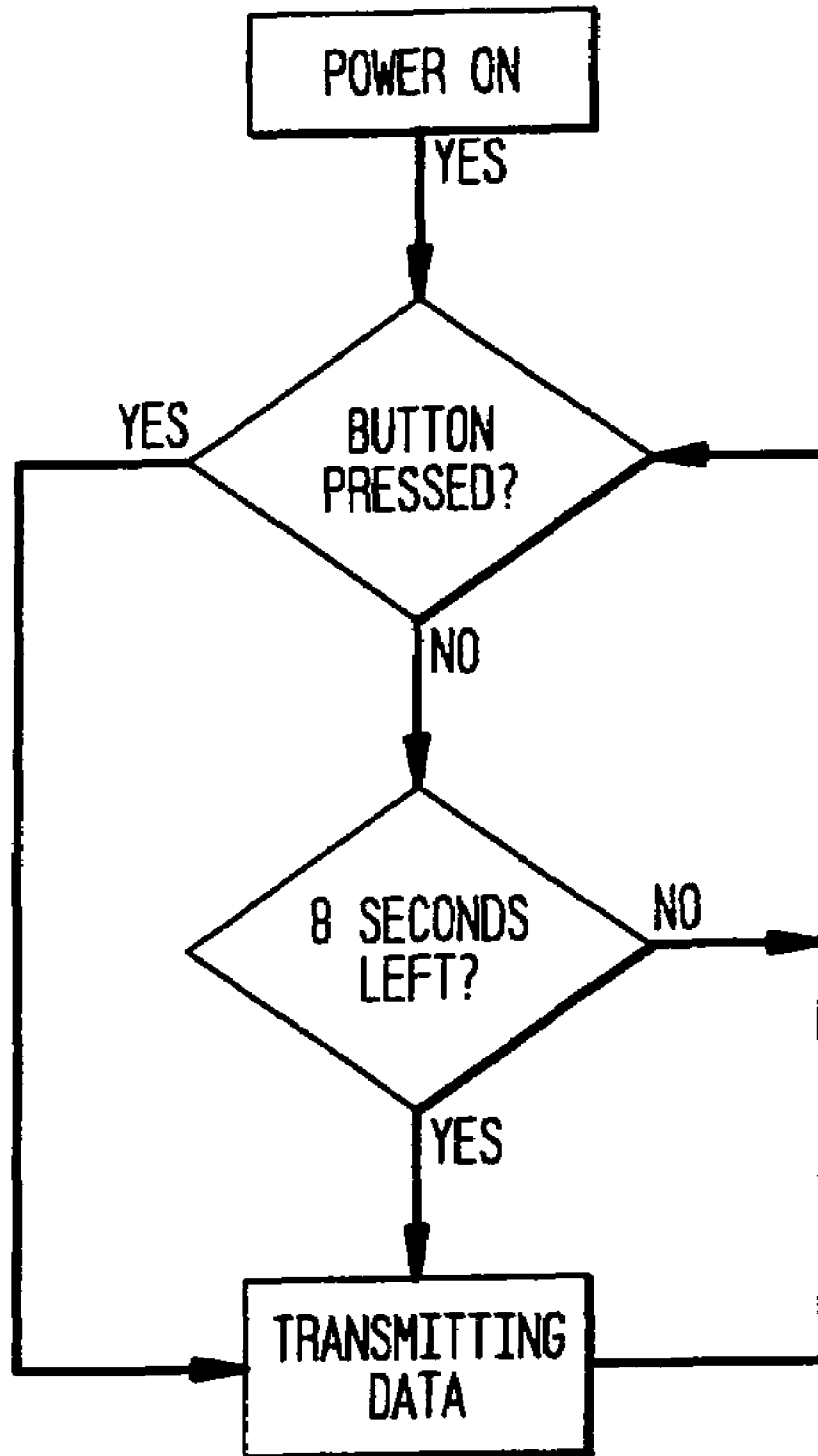 POWER ON
YES
YES
BUTTON
PRESSED?
NO
8 SECONDS
LEFT?
NO
YES
TRANSMITTING
DATA